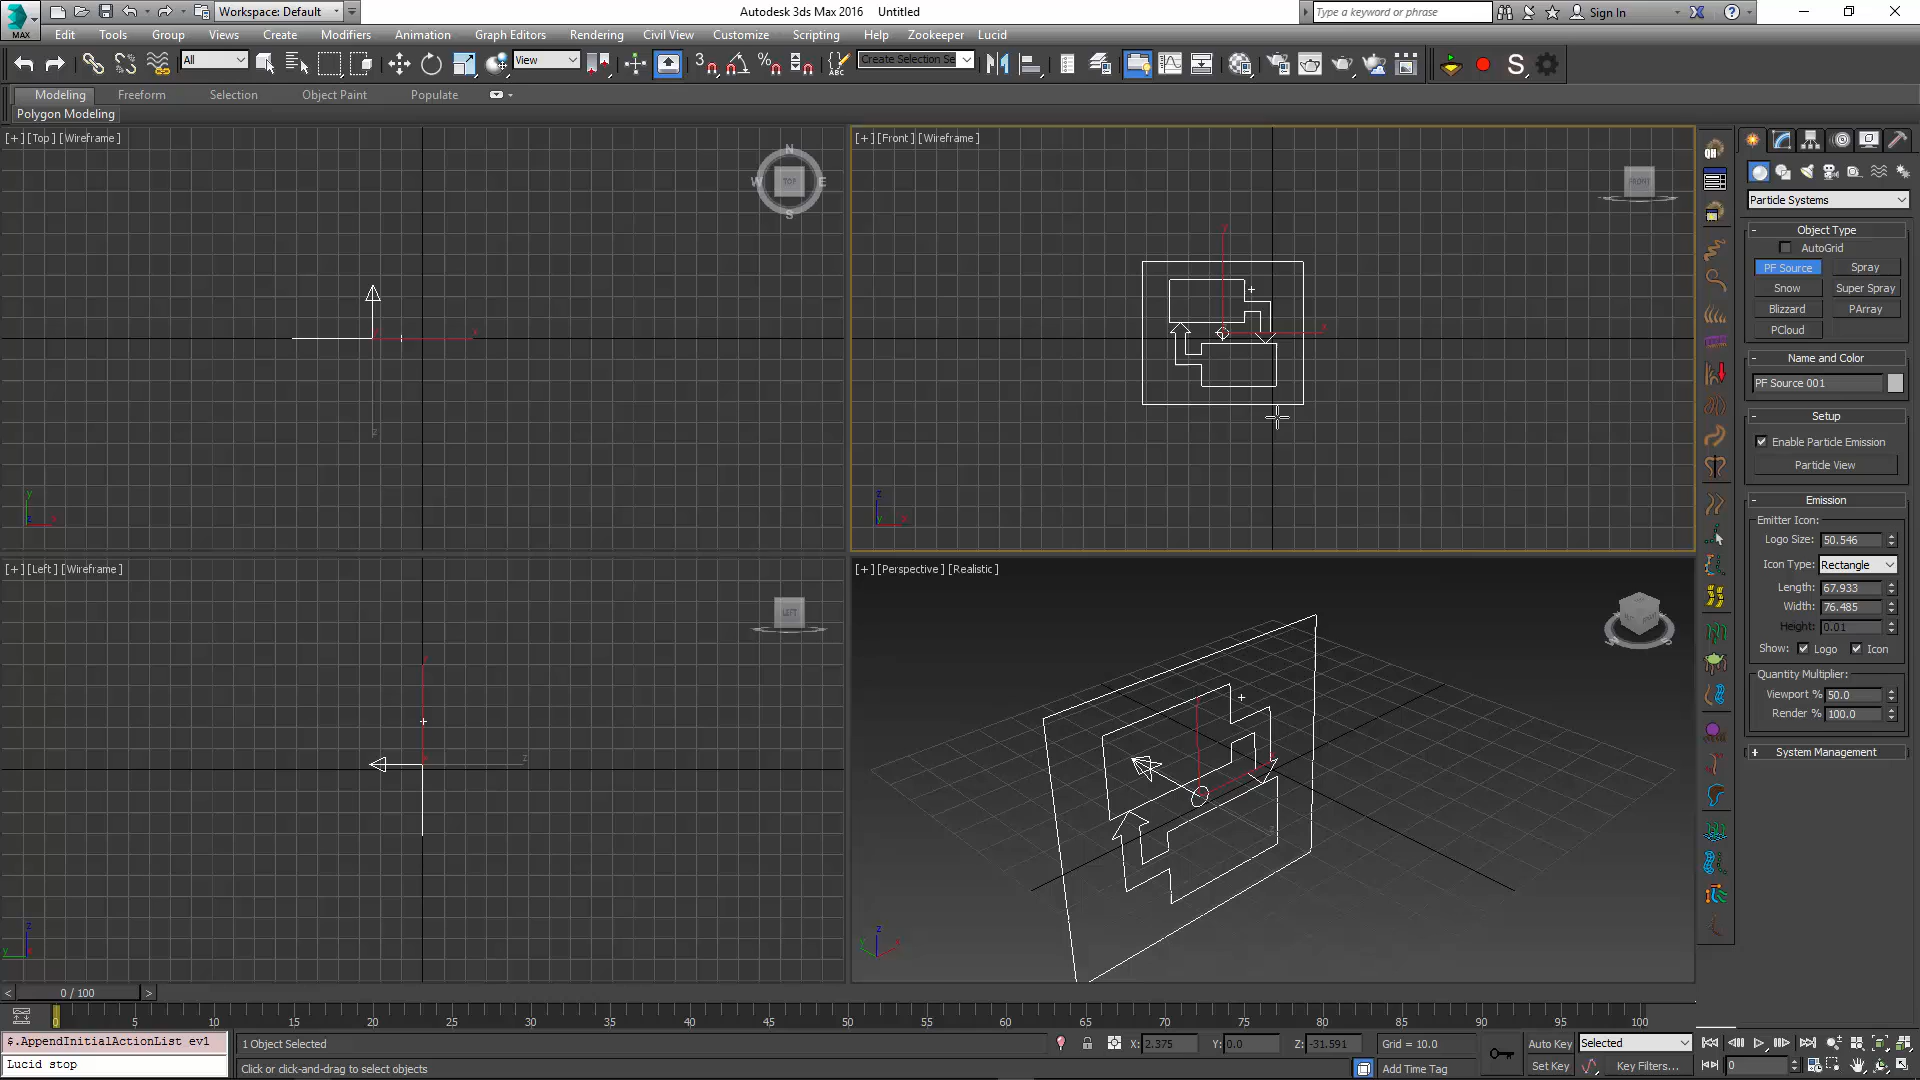 MAX
Workspace: Default
Autodesk 3ds Max 2016 Untitled
Type a keyword or phrase
Sign In
Edit Tools Group Views Create Modifiers Animation Graph Editors Rendering Civil View Customize Scripting Help Zookeeper Lucid
All
View
3
ABC
Create Selection Se
S
Modeling Freeform Selection Object Paint Populate
Polygon Modeling
[+] [Top] [Wireframe]
N
W TOP E
S
x
z
y
z x
[+] [Front] [Wireframe]
FRONT
y
x
z
y x
QH
Particle Systems
- Object Type
AutoGrid
PF Source Spray
Snow Super Spray
Blizzard PArray
PCloud
- Name and Color
PF Source 001
- Setup
Enable Particle Emission
Particle View
- Emission
Emitter Icon:
Logo Size: 50.546
Icon Type: Rectangle
Length: 67.933
Width: 76.485
Height: 0.01
Show: Logo Icon
Quantity Multiplier:
Viewport % 50.0
Render % 100.0
+ System Management
[+] [Left] [Wireframe]
LEFT
z
z
y x
[+] [Perspective] [Realistic]
z
y x
< 0 / 100 >
0 5 10 15 20 25 30 35 40 45 50 55 60 65 70 75 80 85 90 95 100
$.AppendInitialActionList ev1
Lucid stop
1 Object Selected
Click or click-and-drag to select objects
X: 2.375 Y: 0.0 Z: -31.591 Grid = 10.0
Add Time Tag
Auto Key Selected
Set Key Key Filters...
0